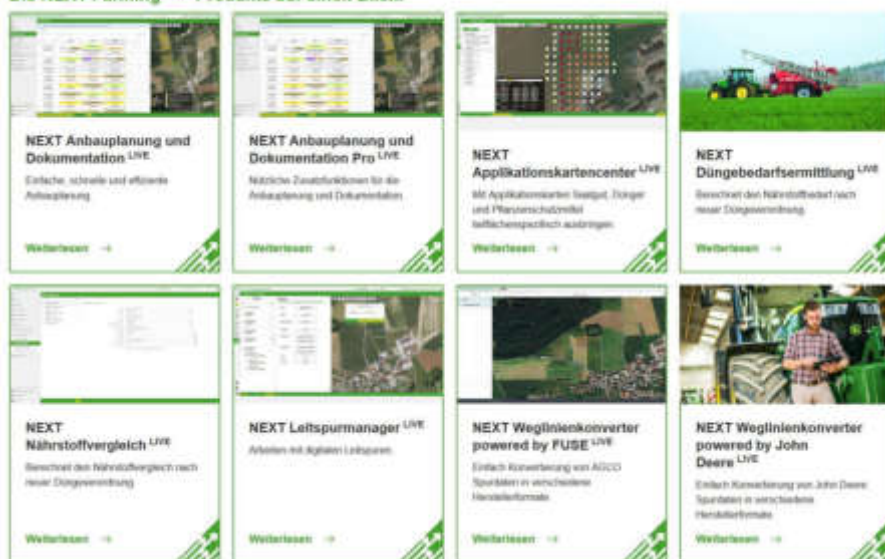 NEXT Anbauplanung und
Dokumentation LIVE
Einfache, schnelle und effiziente
Anbauplanung
Weiterlesen →
NEXT Anbauplanung und
Dokumentation Pro LIVE
Nützliche Zusatzfunktionen für die
Anbauplanung und Dokumentation
Weiterlesen →
NEXT
Applikationskartencenter LIVE
Mit Applikationskarten Saatgut, Dünger
und Pflanzenschutzmittel
teilflächenspezifisch ausbringen.
Weiterlesen →
NEXT
Düngebedarfsermittlung LIVE
Berechnet den Nährstoffbedarf nach
neuer Düngeverordnung.
Weiterlesen →
NEXT
Nährstoffvergleich LIVE
Berechnet den Nährstoffvergleich nach
neuer Düngeverordnung
Weiterlesen →
NEXT Leitspurmanager LIVE
Arbeiten mit digitalen Leitspuren.
Weiterlesen →
NEXT Weglinienkonverter
powered by FUSE LIVE
Einfach Konvertierung von AGCO
Spurdaten in verschiedene
Herstellerformate.
Weiterlesen →
NEXT Weglinienkonverter
powered by John
Deere LIVE
Einfach Konvertierung von John Deere
Spurdaten in verschiedene
Herstellerformate.
Weiterlesen →